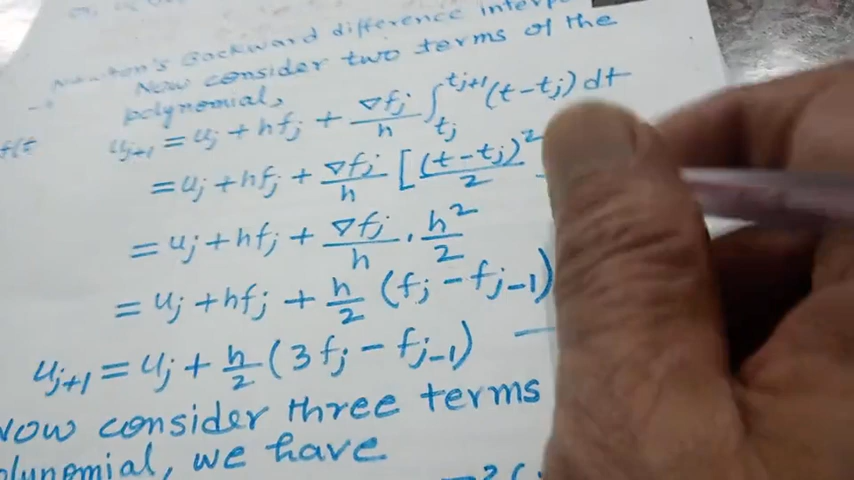 Newton's Backward difference
Now consider two terms of the
polynomial,
u_{j+1} = u_j + hf_j + ∇f_j/h ∫_{t_j}^{t_{j+1}} (t-t_j) dt
= u_j + hf_j + ∇f_j/h [(t-t_j)^2/2
= u_j + hf_j + ∇f_j/h . h^2/2
= u_j + hf_j + h/2 (f_j - f_{j-1})
u_{j+1} = u_j + h/2 (3f_j - f_{j-1})
Now consider three terms
polynomial, we have